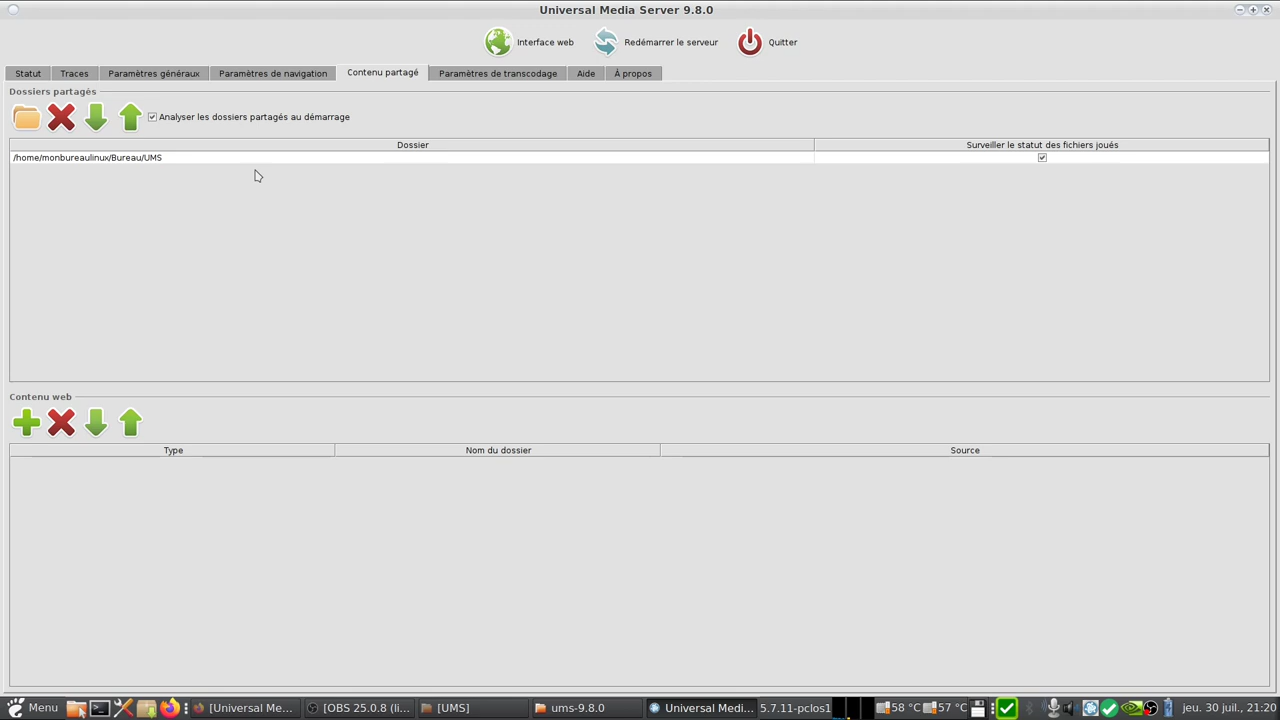 Universal Media Server 9.8.0
Interface web Redémarrer le serveur Quitter
Statut Traces Paramètres généraux Paramètres de navigation Contenu partagé Paramètres de transcodage Aide À propos
Dossiers partagés
Analyser les dossiers partagés au démarrage
Dossier Surveiller le statut des fichiers joués
/home/monbureaulinux/Bureau/UMS
Contenu web
Type Nom du dossier Source
Menu [Universal Me... [OBS 25.0.8 (li... [UMS] ums-9.8.0 Universal Medi... 5.7.11-pclos1 58 °C 57 °C jeu. 30 juil., 21:20